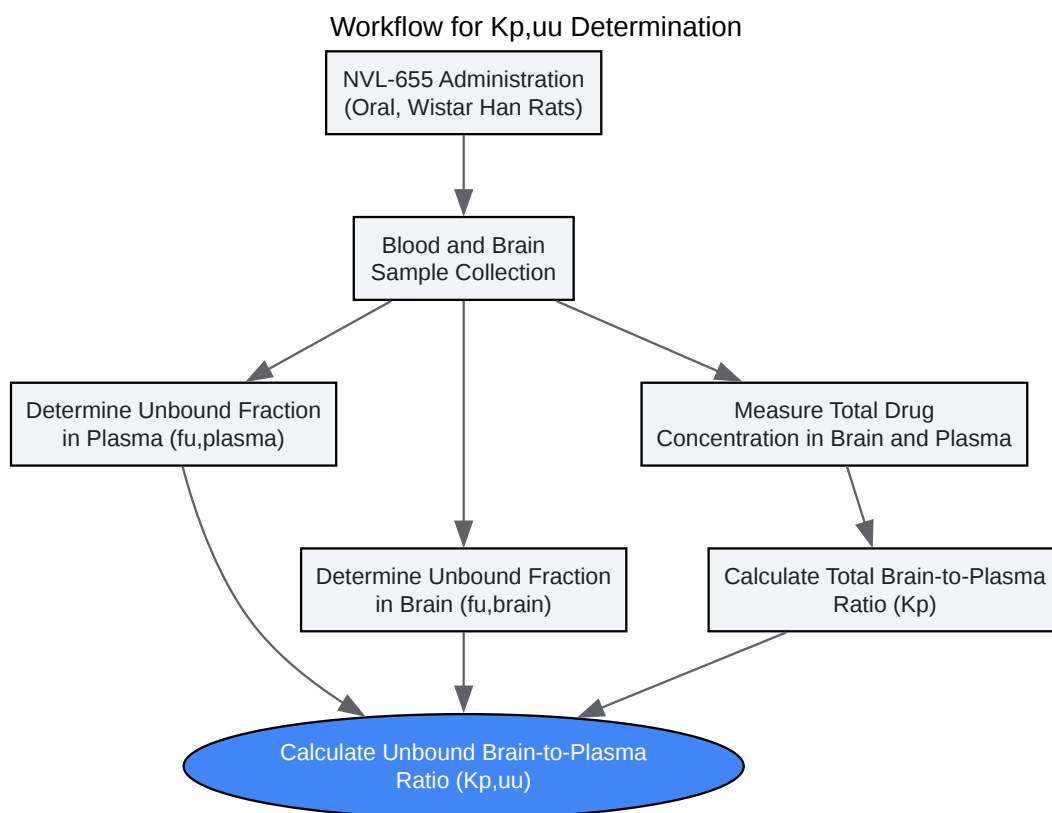 Workflow for Kp,uu Determination
NVL-655 Administration
(Oral, Wistar Han Rats)
Blood and Brain
Sample Collection
Determine Unbound Fraction
in Plasma (fu,plasma)
Measure Total Drug
Concentration in Brain and Plasma
Determine Unbound Fraction
in Brain (fu,brain)
Calculate Total Brain-to-Plasma
Ratio (Kp)
Calculate Unbound Brain-to-Plasma
Ratio (Kp,uu)